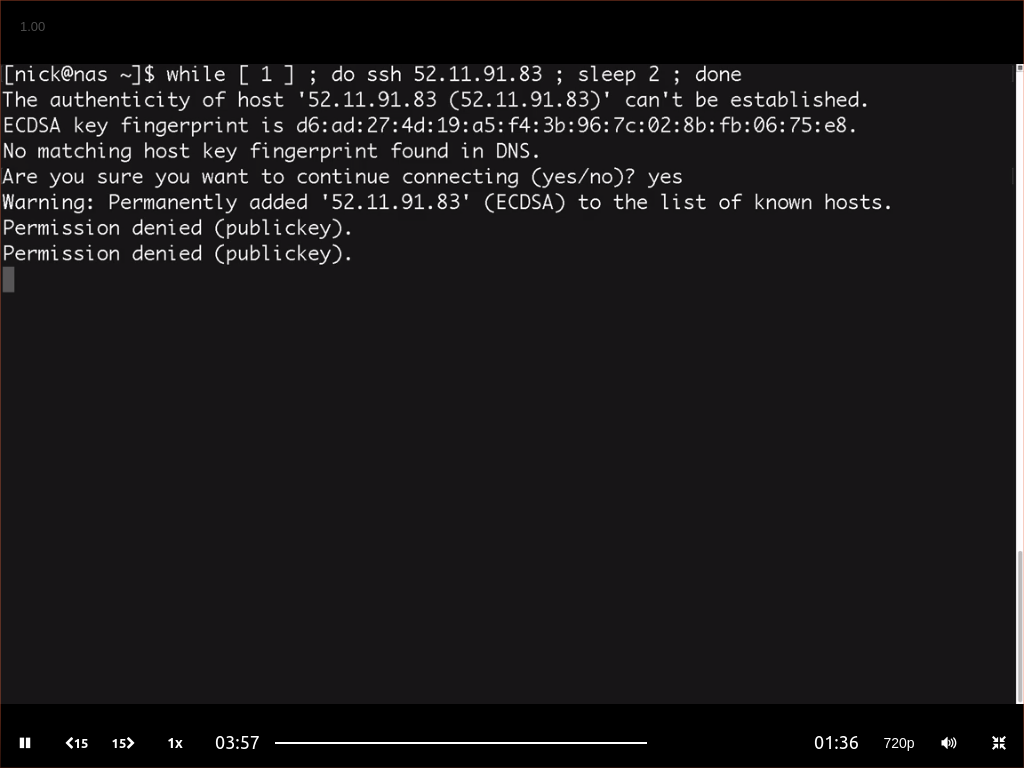 1.00
[nick@nas ~]$ while [ 1 ] ; do ssh 52.11.91.83 ; sleep 2 ; done
The authenticity of host '52.11.91.83 (52.11.91.83)' can't be established.
ECDSA key fingerprint is d6:ad:27:4d:19:a5:f4:3b:96:7c:02:8b:fb:06:75:e8.
No matching host key fingerprint found in DNS.
Are you sure you want to continue connecting (yes/no)? yes
Warning: Permanently added '52.11.91.83' (ECDSA) to the list of known hosts.
Permission denied (publickey).
Permission denied (publickey).
15 15 1x 03:57 01:36 720p